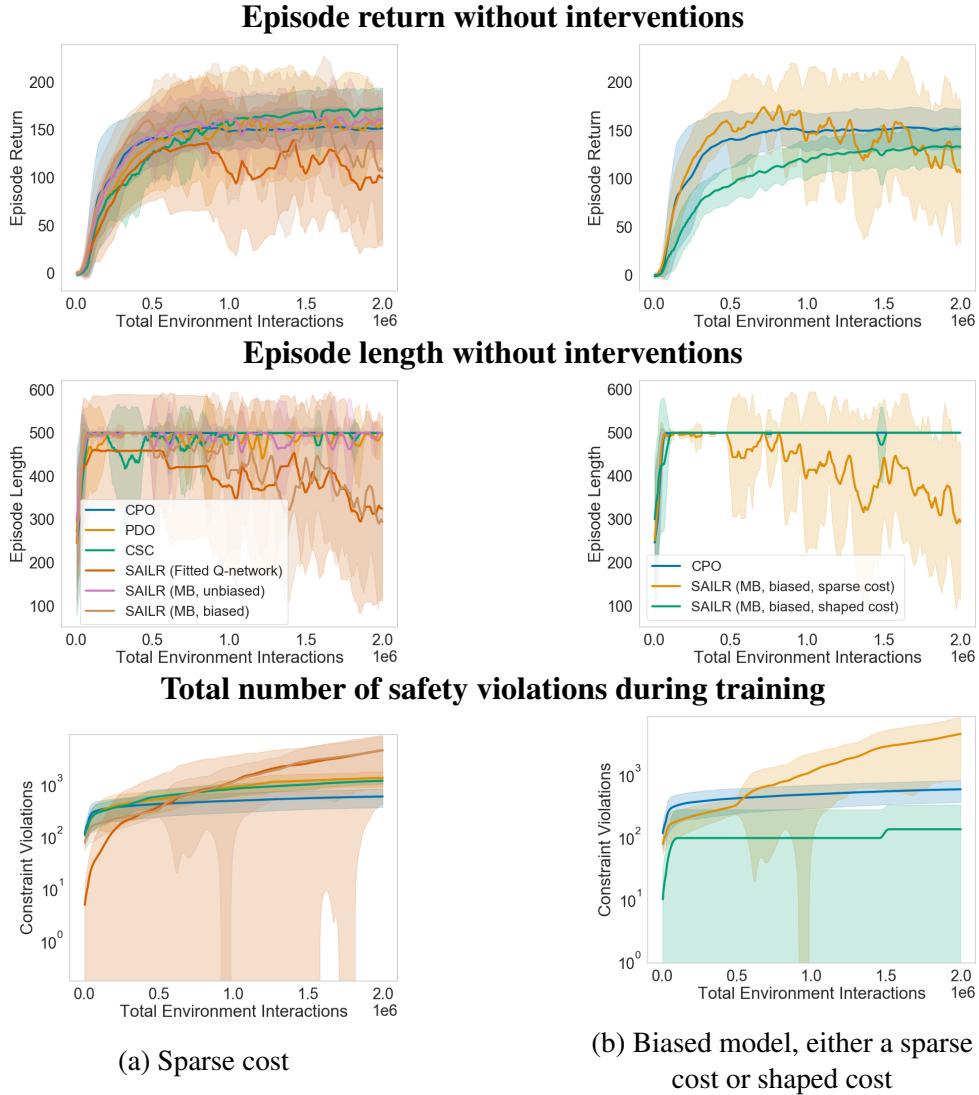 Episode return without interventions
200
150
100
50
0
Episode Return
0.0 0.5 1.0 1.5 2.0
Total Environment Interactions 1e6
200
150
100
50
0
Episode Return
0.0 0.5 1.0 1.5 2.0
Total Environment Interactions 1e6
Episode length without interventions
600
500
400
300
200
100
Episode Length
CPO
PDO
CSC
SAILR (Fitted Q-network)
SAILR (MB, unbiased)
SAILR (MB, biased)
0.0 0.5 1.0 1.5 2.0
Total Environment Interactions 1e6
600
500
400
300
200
100
Episode Length
CPO
SAILR (MB, biased, sparse cost)
SAILR (MB, biased, shaped cost)
0.0 0.5 1.0 1.5 2.0
Total Environment Interactions 1e6
Total number of safety violations during training
10³
10²
10¹
10⁰
Constraint Violations
0.0 0.5 1.0 1.5 2.0
Total Environment Interactions 1e6
(a) Sparse cost
10³
10²
10¹
10⁰
Constraint Violations
0.0 0.5 1.0 1.5 2.0
Total Environment Interactions 1e6
(b) Biased model, either a sparse
cost or shaped cost